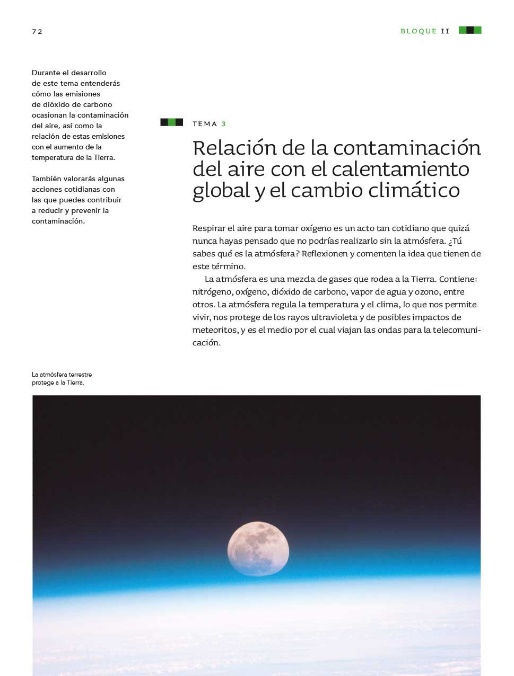 72
BLOQUE II
Durante el desarrollo
de este tema entenderás
cómo las emisiones
de dióxido de carbono
ocasionan la contaminación
del aire, así como la
relación de estas emisiones
con el aumento de la
temperatura de la Tierra.
También valorarás algunas
acciones cotidianas con
las que puedes contribuir
a reducir y prevenir la
contaminación.
TEMA 3
Relación de la contaminación
del aire con el calentamiento
global y el cambio climático
Respirar el aire para tomar oxígeno es un acto tan cotidiano que quizá
nunca hayas pensado que no podrías realizarlo sin la atmósfera. ¿Tú
sabes qué es la atmósfera? Reflexionen y comenten la idea que tienen de
este término.
La atmósfera es una mezcla de gases que rodea a la Tierra. Contiene:
nitrógeno, oxígeno, dióxido de carbono, vapor de agua y ozono, entre
otros. La atmósfera regula la temperatura y el clima, lo que nos permite
vivir, nos protege de los rayos ultravioleta y de posibles impactos de
meteoritos, y es el medio por el cual viajan las ondas para la telecomuni-
cación.
La atmósfera terrestre
protege a la Tierra.